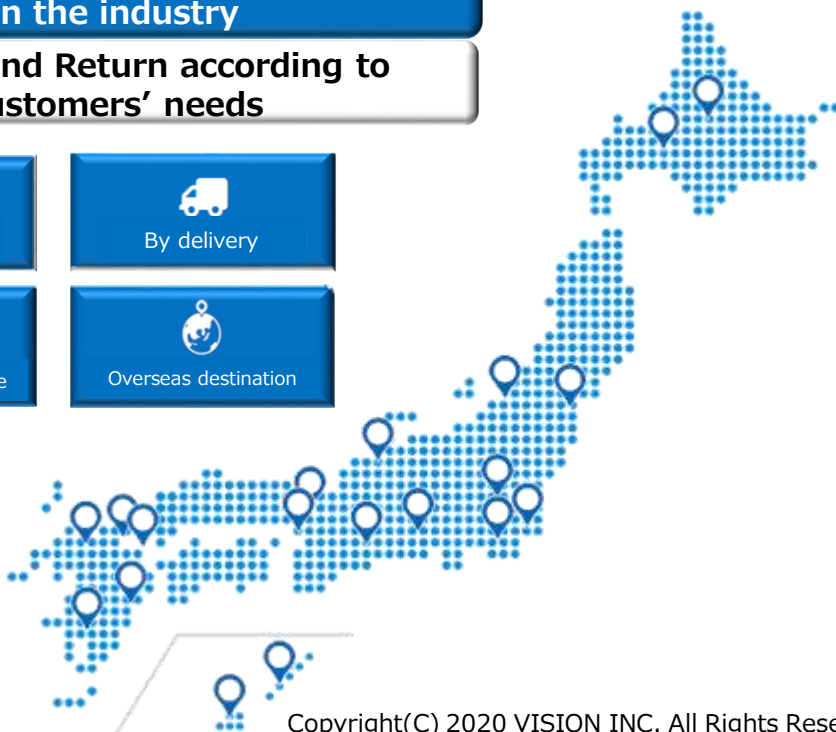 n the industry
nd Return according to
ustomers’ needs
By delivery
e
Overseas destination
Copyright(C) 2020 VISION INC. All Rights Rese